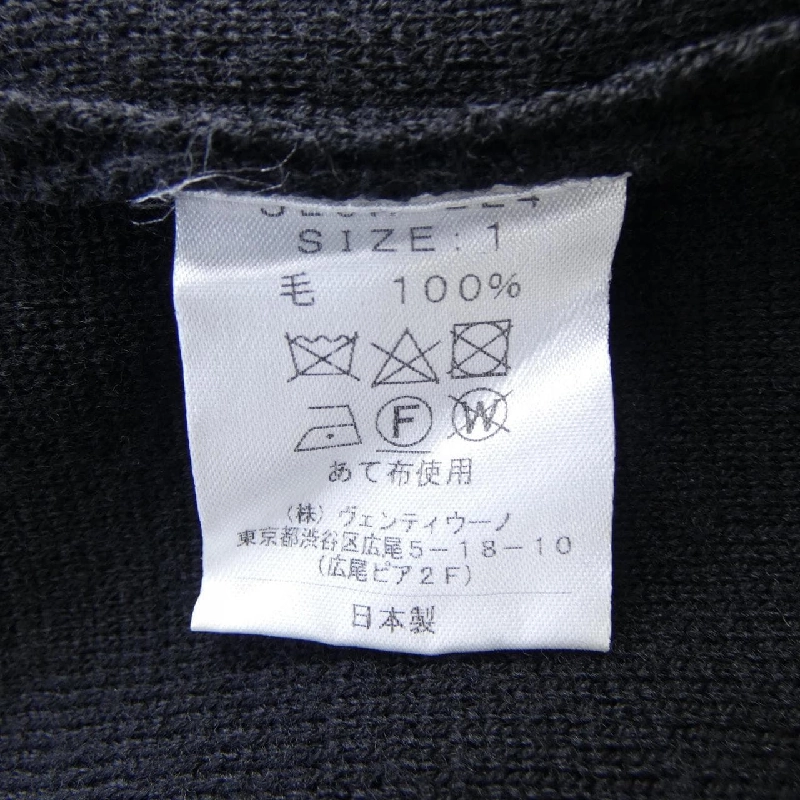 SIZE:1
毛 100%
F W
あて布使用
(株)ヴェンティウーノ
東京都渋谷区広尾5-18-10
(広尾ピア2F)
日本製